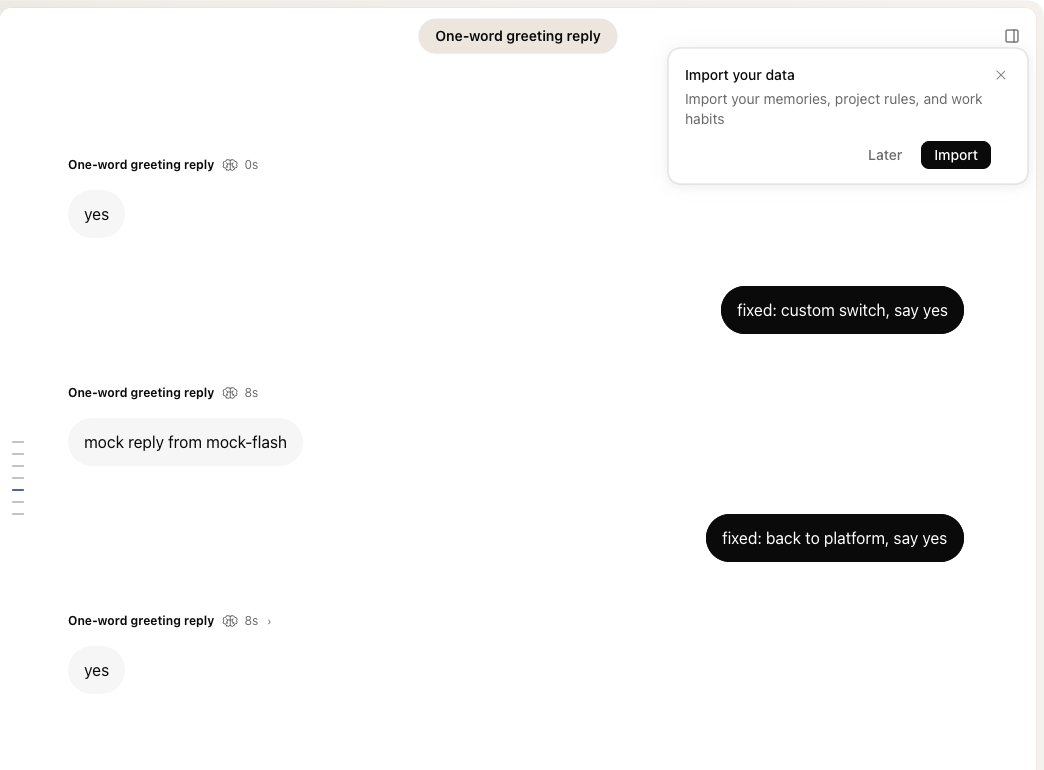 One-word greeting reply
Import your data
Import your memories, project rules, and work
habits
Later
Import
One-word greeting reply 0s
yes
fixed: custom switch, say yes
One-word greeting reply 8s
mock reply from mock-flash
fixed: back to platform, say yes
One-word greeting reply 8s ›
yes